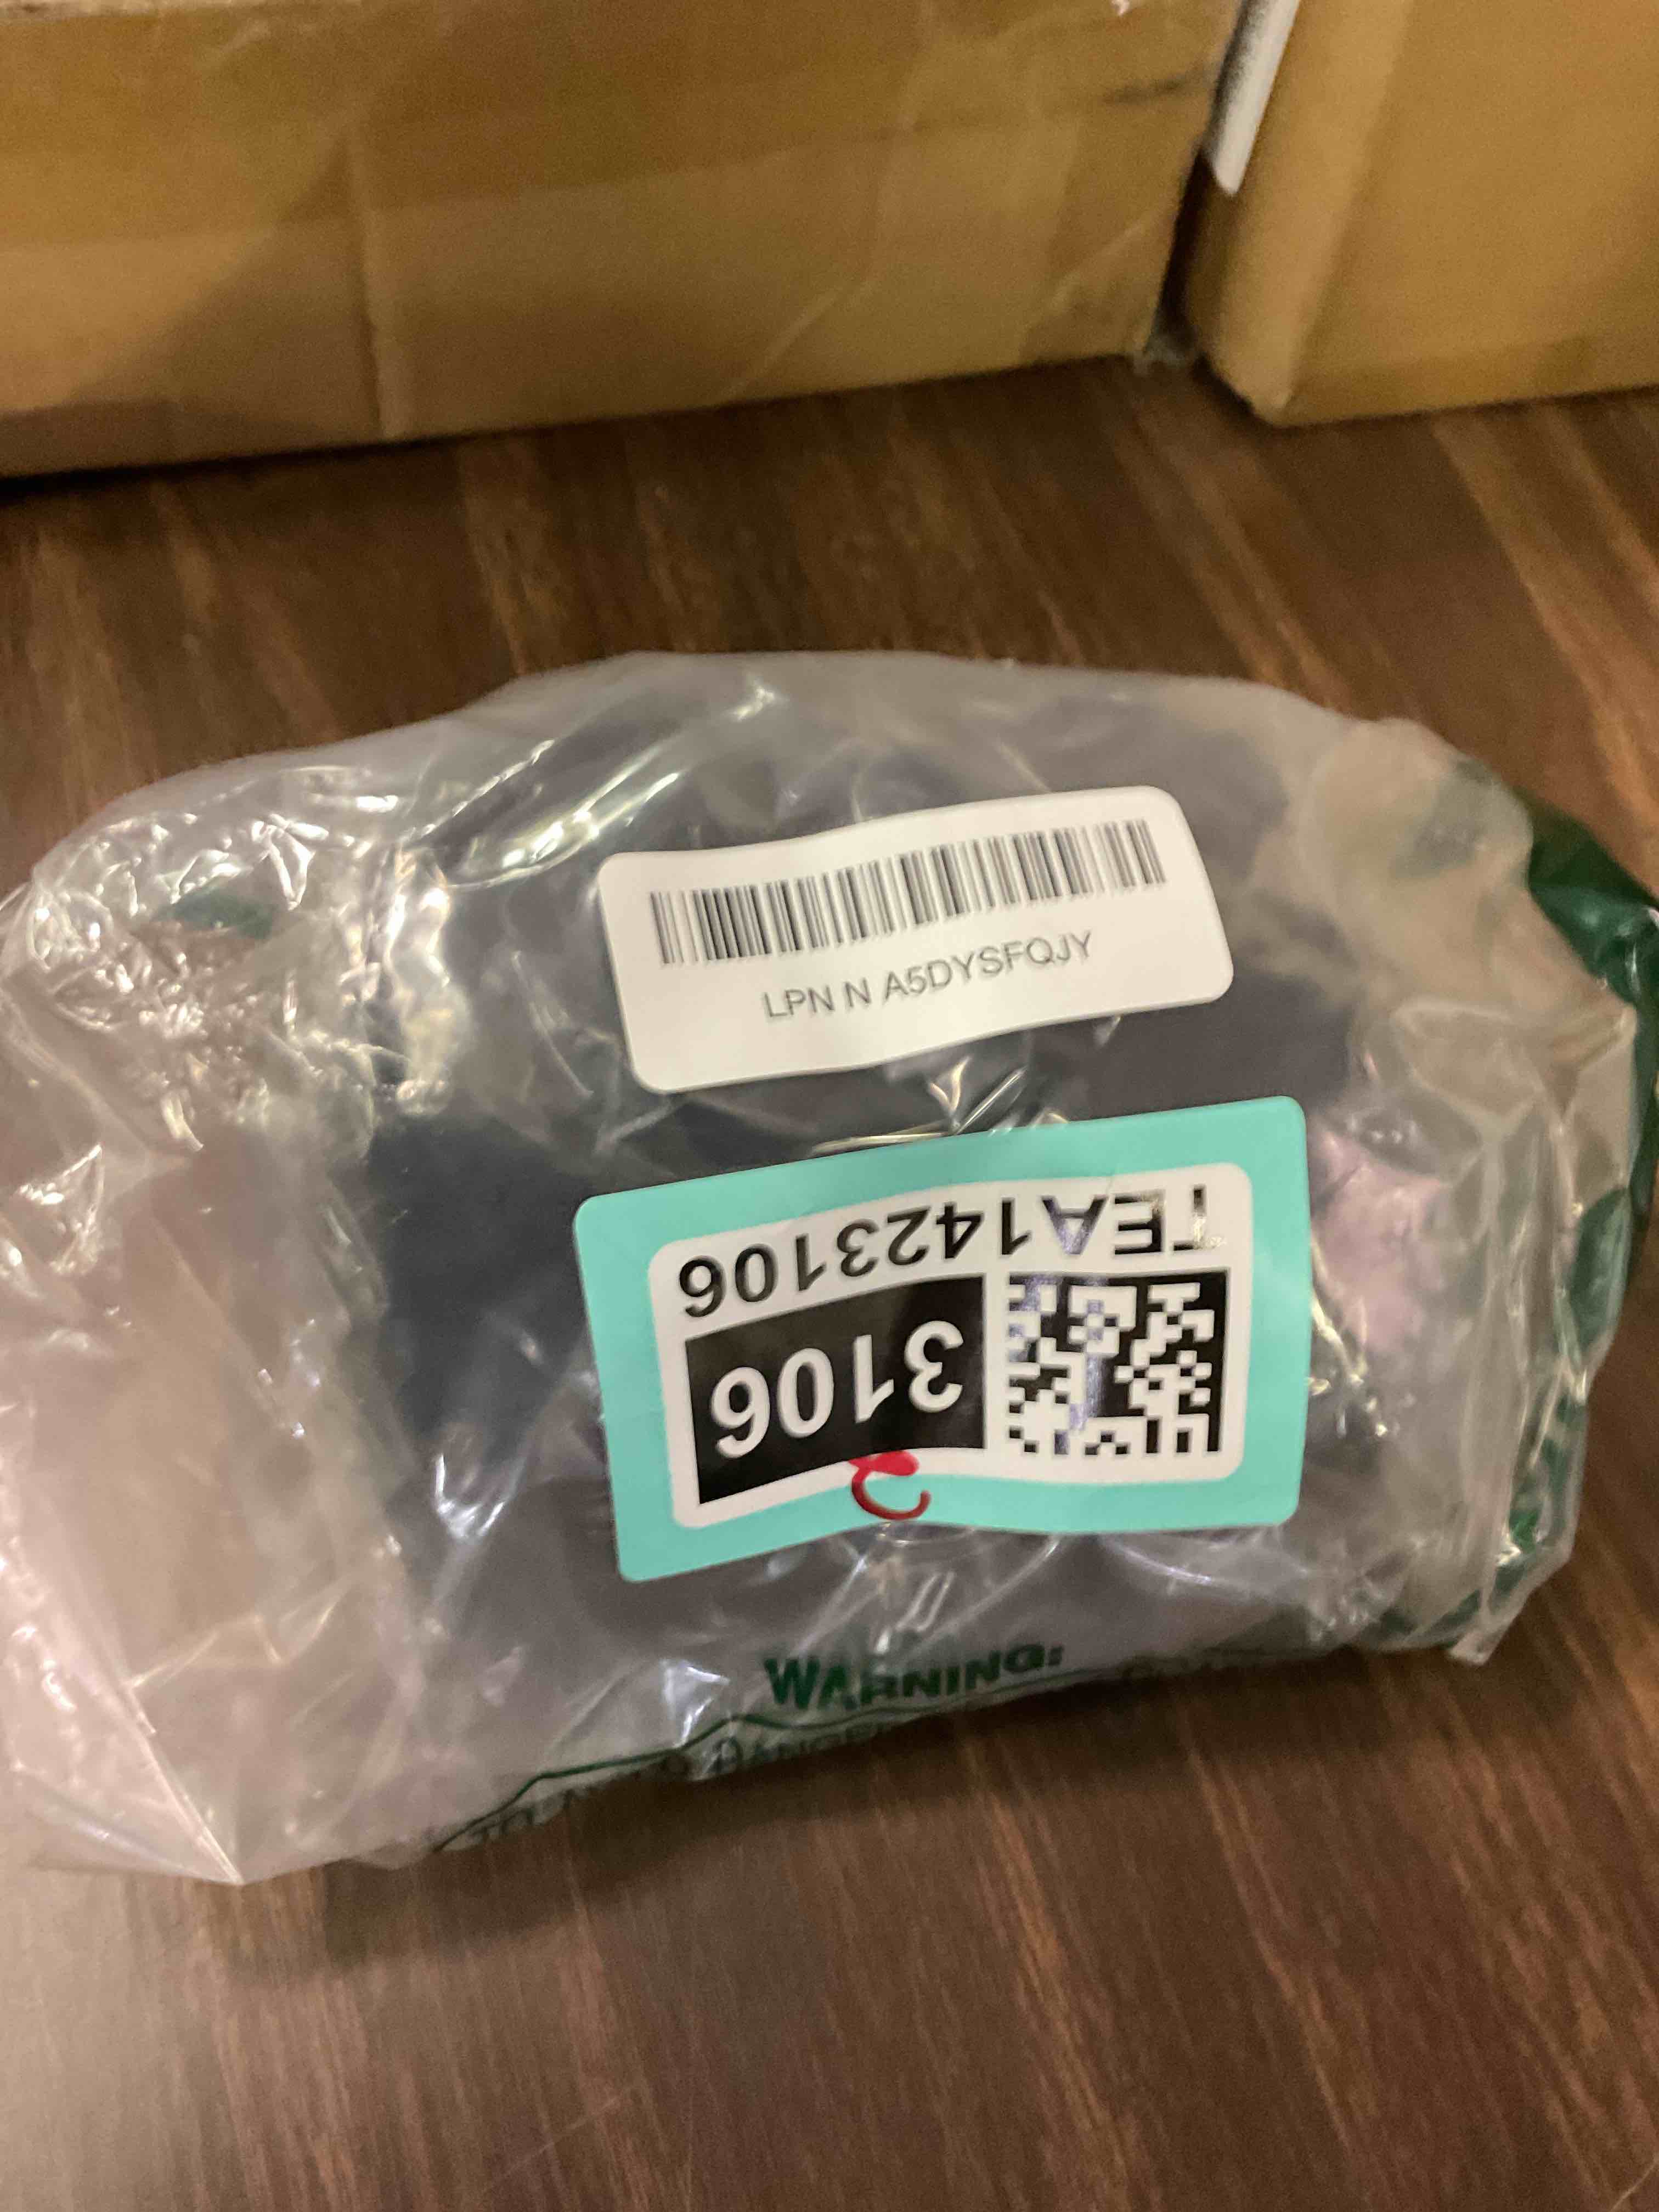 LPN N A5DYSFQJY
TEA1423106
3106
WARNING: